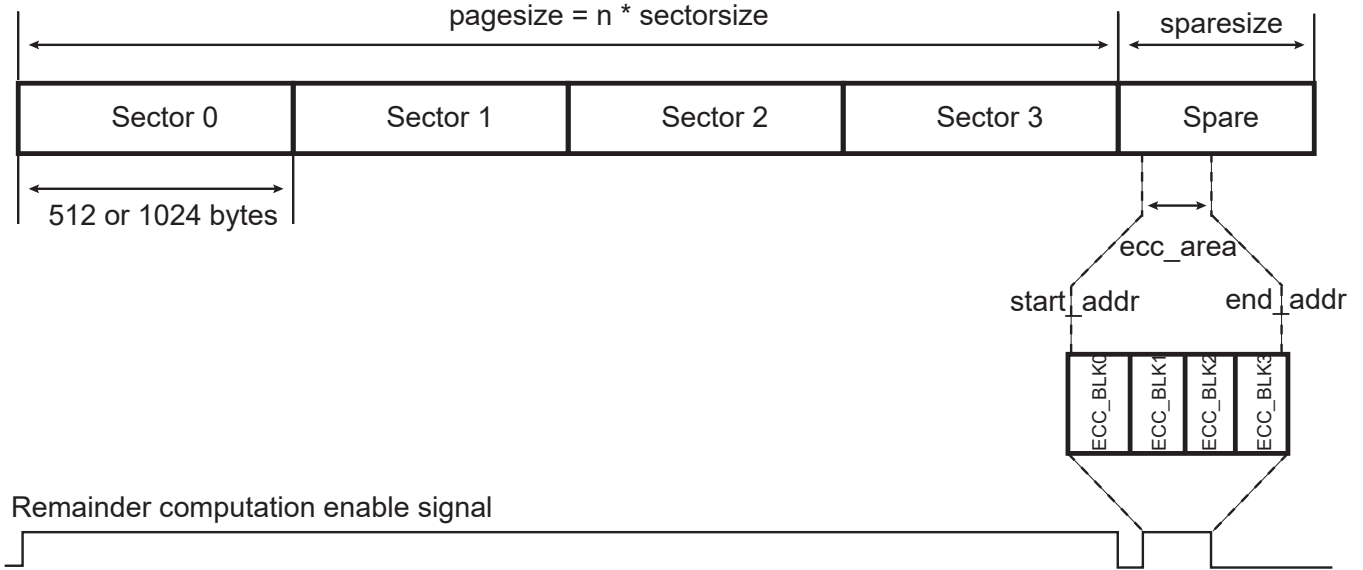 pagesize = n * sectorsize
sparesize
Sector 0
Sector 1
Sector 2
Sector 3
Spare
512 or 1024 bytes
ecc_area
start_addr
end_addr
ECC_BLK0
ECC_BLK1
ECC_BLK2
ECC_BLK3
Remainder computation enable signal